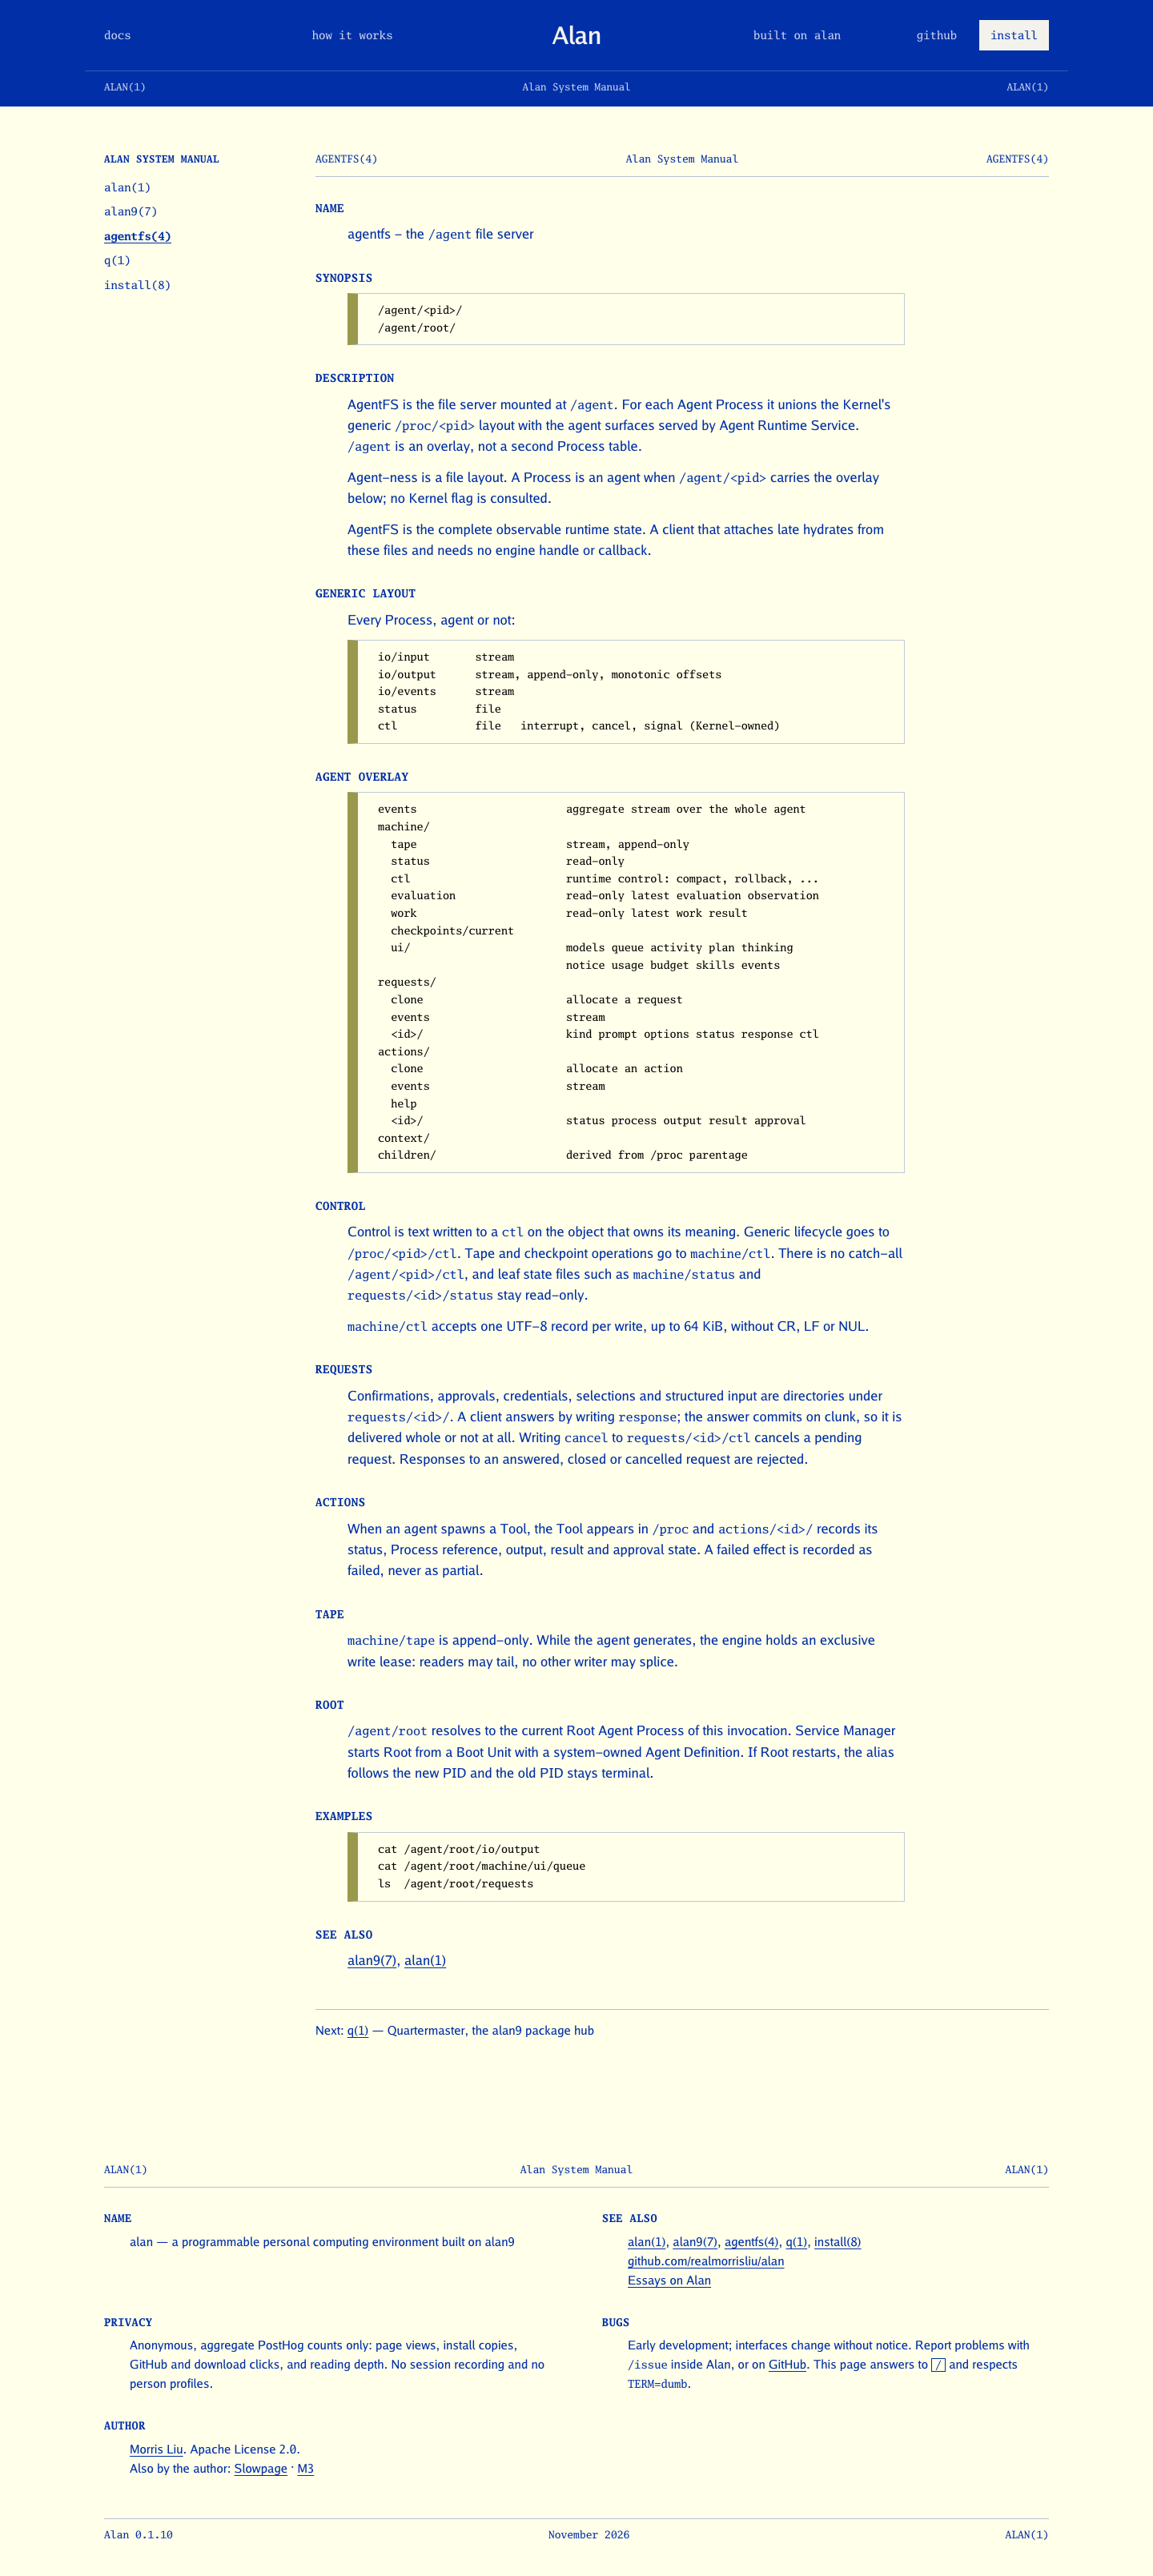 docs
how it works
Alan
built on alan
github
install
ALAN(1)
Alan System Manual
ALAN(1)
ALAN SYSTEM MANUAL
alan(1)
alan9(7)
agentfs(4)
q(1)
install(8)
AGENTFS(4)
Alan System Manual
AGENTFS(4)
NAME
agentfs – the /agent file server
SYNOPSIS
/agent/<pid>/
/agent/root/
DESCRIPTION
AgentFS is the file server mounted at /agent. For each Agent Process it unions the Kernel's
generic /proc/<pid> layout with the agent surfaces served by Agent Runtime Service.
/agent is an overlay, not a second Process table.
Agent-ness is a file layout. A Process is an agent when /agent/<pid> carries the overlay
below; no Kernel flag is consulted.
AgentFS is the complete observable runtime state. A client that attaches late hydrates from
these files and needs no engine handle or callback.
GENERIC LAYOUT
Every Process, agent or not:
io/input       stream
io/output      stream, append-only, monotonic offsets
io/events      stream
status         file
ctl            file   interrupt, cancel, signal (Kernel-owned)
AGENT OVERLAY
events                       aggregate stream over the whole agent
machine/
  tape                       stream, append-only
  status                     read-only
  ctl                        runtime control: compact, rollback, ...
  evaluation                 read-only latest evaluation observation
  work                       read-only latest work result
  checkpoints/current
  ui/                        models queue activity plan thinking
                             notice usage budget skills events
requests/
  clone                      allocate a request
  events                     stream
  <id>/                      kind prompt options status response ctl
actions/
  clone                      allocate an action
  events                     stream
  help
  <id>/                      status process output result approval
context/
children/                    derived from /proc parentage
CONTROL
Control is text written to a ctl on the object that owns its meaning. Generic lifecycle goes to
/proc/<pid>/ctl. Tape and checkpoint operations go to machine/ctl. There is no catch-all
/agent/<pid>/ctl, and leaf state files such as machine/status and
requests/<id>/status stay read-only.
machine/ctl accepts one UTF-8 record per write, up to 64 KiB, without CR, LF or NUL.
REQUESTS
Confirmations, approvals, credentials, selections and structured input are directories under
requests/<id>/. A client answers by writing response; the answer commits on clunk, so it is
delivered whole or not at all. Writing cancel to requests/<id>/ctl cancels a pending
request. Responses to an answered, closed or cancelled request are rejected.
ACTIONS
When an agent spawns a Tool, the Tool appears in /proc and actions/<id>/ records its
status, Process reference, output, result and approval state. A failed effect is recorded as
failed, never as partial.
TAPE
machine/tape is append-only. While the agent generates, the engine holds an exclusive
write lease: readers may tail, no other writer may splice.
ROOT
/agent/root resolves to the current Root Agent Process of this invocation. Service Manager
starts Root from a Boot Unit with a system-owned Agent Definition. If Root restarts, the alias
follows the new PID and the old PID stays terminal.
EXAMPLES
cat /agent/root/io/output
cat /agent/root/machine/ui/queue
ls  /agent/root/requests
SEE ALSO
alan9(7), alan(1)
Next: q(1) — Quartermaster, the alan9 package hub
ALAN(1)
Alan System Manual
ALAN(1)
NAME
alan — a programmable personal computing environment built on alan9
SEE ALSO
alan(1), alan9(7), agentfs(4), q(1), install(8)
github.com/realmorrisliu/alan
Essays on Alan
PRIVACY
Anonymous, aggregate PostHog counts only: page views, install copies,
GitHub and download clicks, and reading depth. No session recording and no
person profiles.
BUGS
Early development; interfaces change without notice. Report problems with
/issue inside Alan, or on GitHub. This page answers to / and respects
TERM=dumb.
AUTHOR
Morris Liu. Apache License 2.0.
Also by the author: Slowpage · M3
Alan 0.1.10
November 2026
ALAN(1)